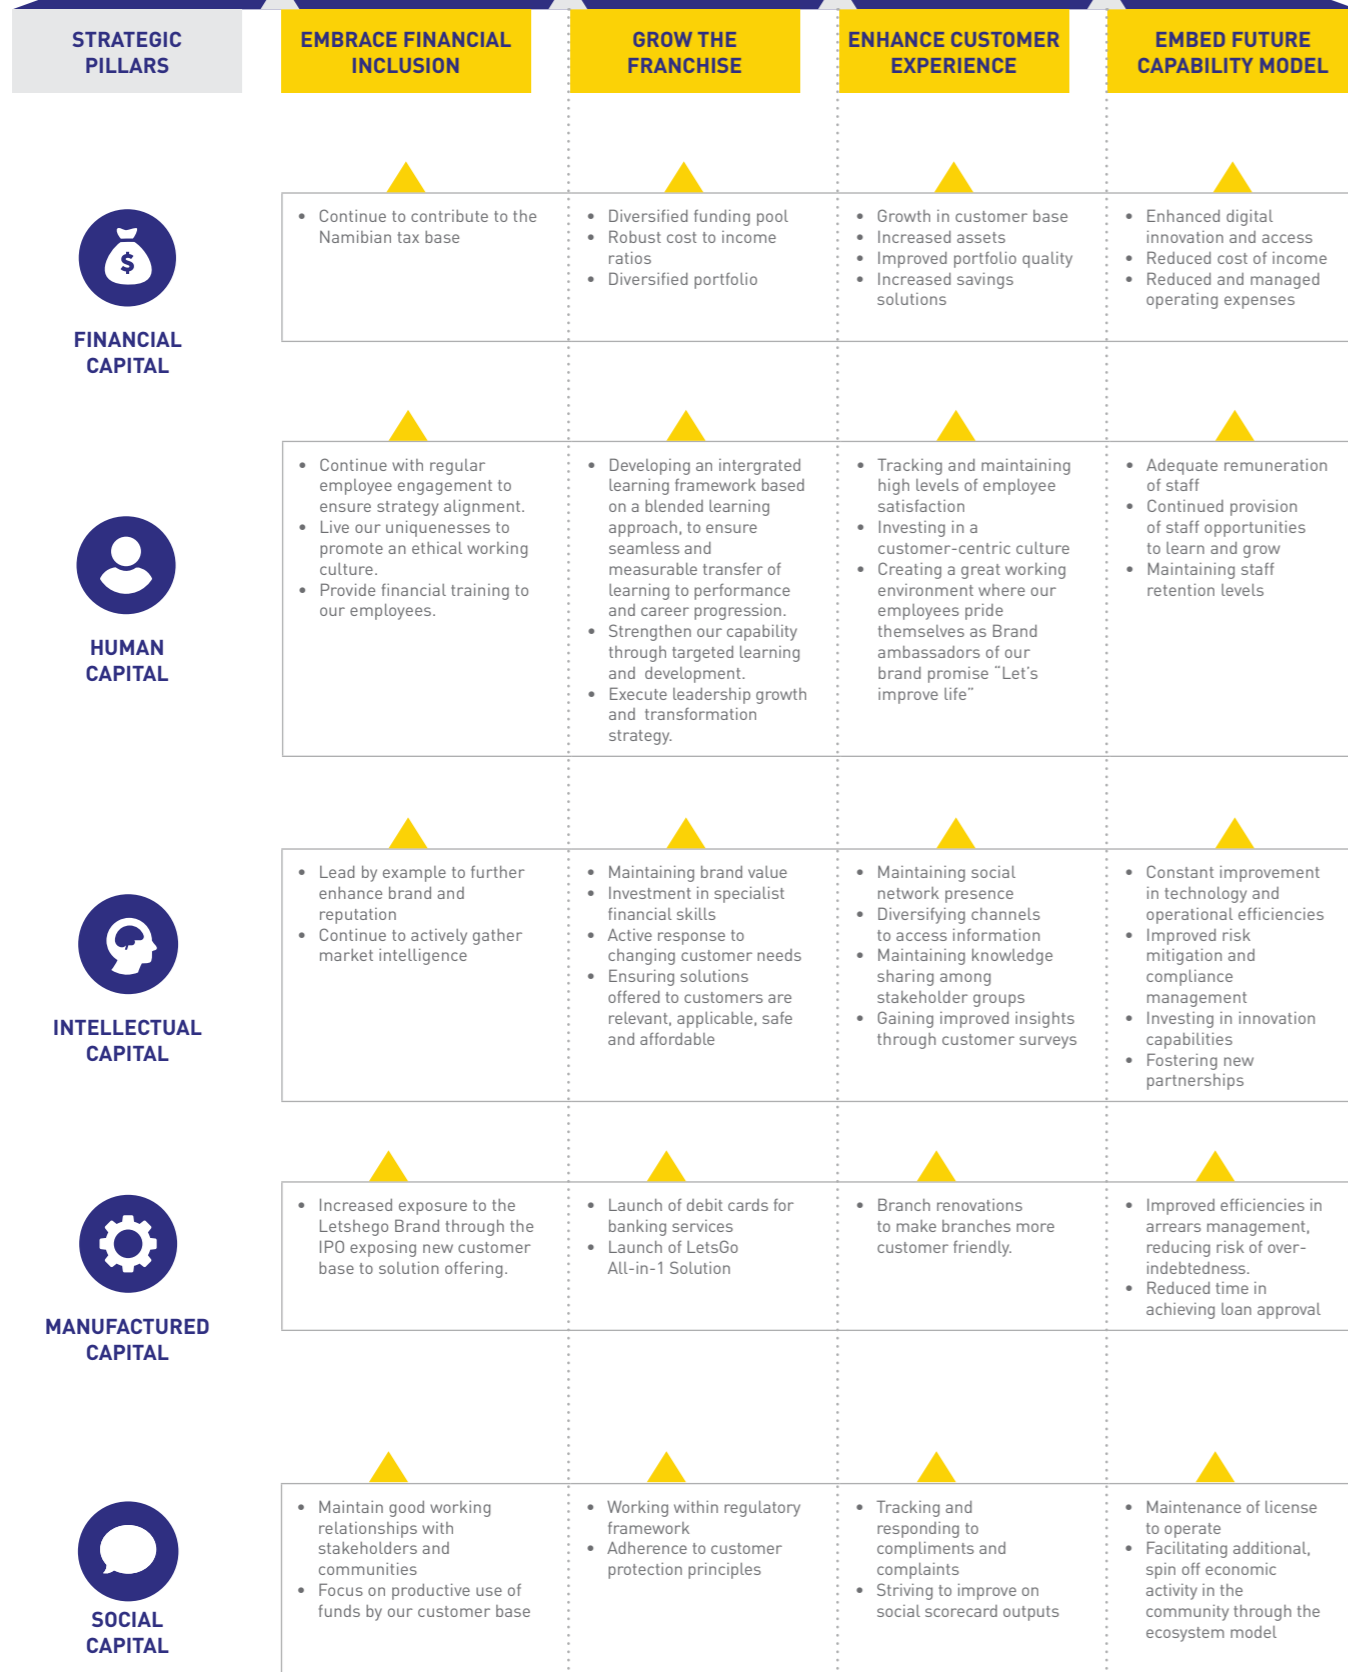 STRATEGIC
PILLARS
EMBRACE FINANCIAL
INCLUSION
GROW THE
FRANCHISE
ENHANCE CUSTOMER
EXPERIENCE
EMBED FUTURE
CAPABILITY MODEL
FINANCIAL
CAPITAL
• Continue to contribute to the
Namibian tax base
• Diversified funding pool
• Robust cost to income
ratios
• Diversified portfolio
• Growth in customer base
• Increased assets
• Improved portfolio quality
• Increased savings
solutions
• Enhanced digital
innovation and access
• Reduced cost of income
• Reduced and managed
operating expenses
HUMAN
CAPITAL
• Continue with regular
employee engagement to
ensure strategy alignment.
• Live our uniquenesses to
promote an ethical working
culture.
• Provide financial training to
our employees.
• Developing an intergrated
learning framework based
on a blended learning
approach, to ensure
seamless and
measurable transfer of
learning to performance
and career progression.
• Strengthen our capability
through targeted learning
and development.
• Execute leadership growth
and transformation
strategy.
• Tracking and maintaining
high levels of employee
satisfaction
• Investing in a
customer-centric culture
• Creating a great working
environment where our
employees pride
themselves as Brand
ambassadors of our
brand promise “Let’s
improve life”
• Adequate remuneration
of staff
• Continued provision
of staff opportunities
to learn and grow
• Maintaining staff
retention levels
INTELLECTUAL
CAPITAL
• Lead by example to further
enhance brand and
reputation
• Continue to actively gather
market intelligence
• Maintaining brand value
• Investment in specialist
financial skills
• Active response to
changing customer needs
• Ensuring solutions
offered to customers are
relevant, applicable, safe
and affordable
• Maintaining social
network presence
• Diversifying channels
to access information
• Maintaining knowledge
sharing among
stakeholder groups
• Gaining improved insights
through customer surveys
• Constant improvement
in technology and
operational efficiencies
• Improved risk
mitigation and
compliance
management
• Investing in innovation
capabilities
• Fostering new
partnerships
MANUFACTURED
CAPITAL
• Increased exposure to the
Letshego Brand through the
IPO exposing new customer
base to solution offering.
• Launch of debit cards for
banking services
• Launch of LetsGo
All-in-1 Solution
• Branch renovations
to make branches more
customer friendly.
• Improved efficiencies in
arrears management,
reducing risk of over-
indebtedness.
• Reduced time in
achieving loan approval
SOCIAL
CAPITAL
• Maintain good working
relationships with
stakeholders and
communities
• Focus on productive use of
funds by our customer base
• Working within regulatory
framework
• Adherence to customer
protection principles
• Tracking and
responding to
compliments and
complaints
• Striving to improve on
social scorecard outputs
• Maintenance of license
to operate
• Facilitating additional,
spin off economic
activity in the
community through the
ecosystem model